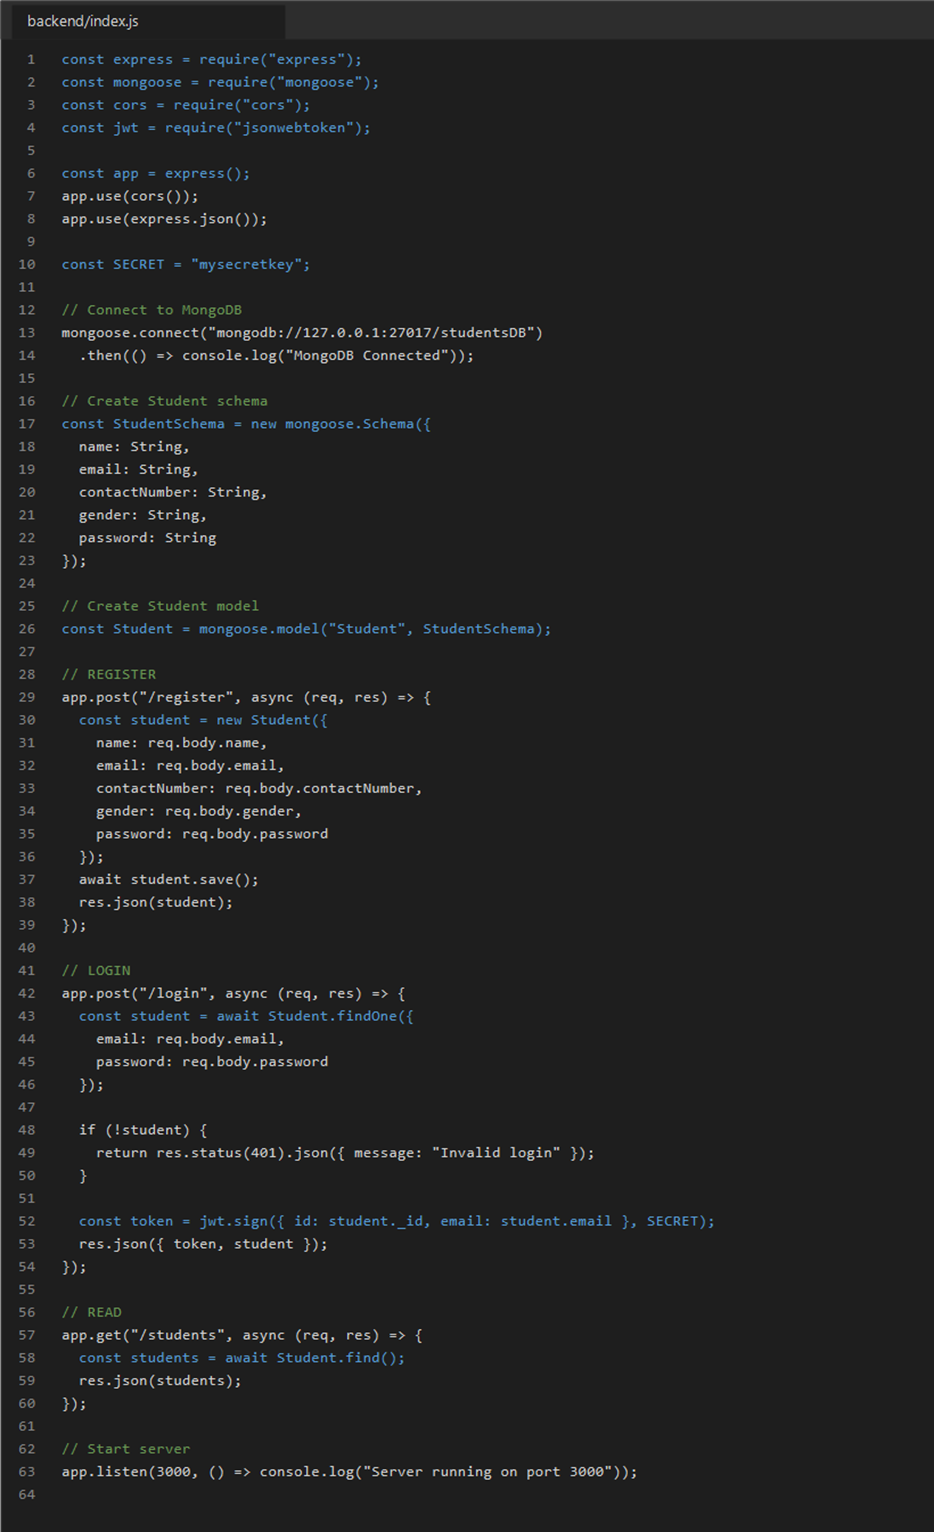 backend/index.js
1 const express = require("express");
2 const mongoose = require("mongoose");
3 const cors = require("cors");
4 const jwt = require("jsonwebtoken");
5
6 const app = express();
7 app.use(cors());
8 app.use(express.json());
9
10 const SECRET = "mysecretkey";
11
12 // Connect to MongoDB
13 mongoose.connect("mongodb://127.0.0.1:27017/studentsDB")
14   .then(() => console.log("MongoDB Connected"));
15
16 // Create Student schema
17 const StudentSchema = new mongoose.Schema({
18   name: String,
19   email: String,
20   contactNumber: String,
21   gender: String,
22   password: String
23 });
24
25 // Create Student model
26 const Student = mongoose.model("Student", StudentSchema);
27
28 // REGISTER
29 app.post("/register", async (req, res) => {
30   const student = new Student({
31     name: req.body.name,
32     email: req.body.email,
33     contactNumber: req.body.contactNumber,
34     gender: req.body.gender,
35     password: req.body.password
36   });
37   await student.save();
38   res.json(student);
39 });
40
41 // LOGIN
42 app.post("/login", async (req, res) => {
43   const student = await Student.findOne({
44     email: req.body.email,
45     password: req.body.password
46   });
47
48   if (!student) {
49     return res.status(401).json({ message: "Invalid login" });
50   }
51
52   const token = jwt.sign({ id: student._id, email: student.email }, SECRET);
53   res.json({ token, student });
54 });
55
56 // READ
57 app.get("/students", async (req, res) => {
58   const students = await Student.find();
59   res.json(students);
60 });
61
62 // Start server
63 app.listen(3000, () => console.log("Server running on port 3000"));
64